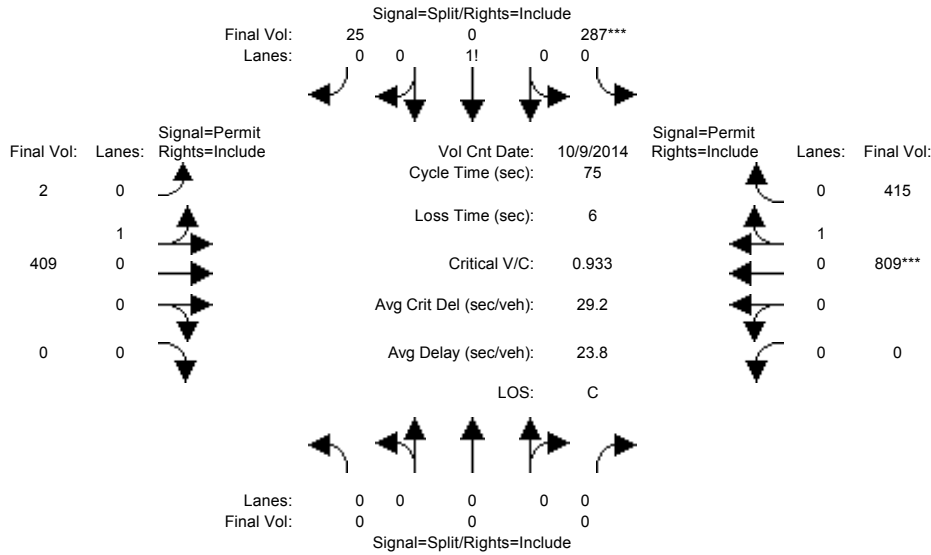 Signal=Split/Rights=Include
Final Vol: 25 0 287***
Lanes: 0 0 1! 0 0
Signal=Permit Signal=Permit
Final Vol: Lanes: Rights=Include Vol Cnt Date: 10/9/2014 Rights=Include Lanes: Final Vol:
Cycle Time (sec): 75
2 0 0 415
Loss Time (sec): 6
1 1
409 0 Critical V/C: 0.933 0 809***
0 Avg Crit Del (sec/veh): 29.2 0
0 0 Avg Delay (sec/veh): 23.8 0 0
LOS: C
Lanes: 0 0 0 0 0
Final Vol: 0 0 0
Signal=Split/Rights=Include